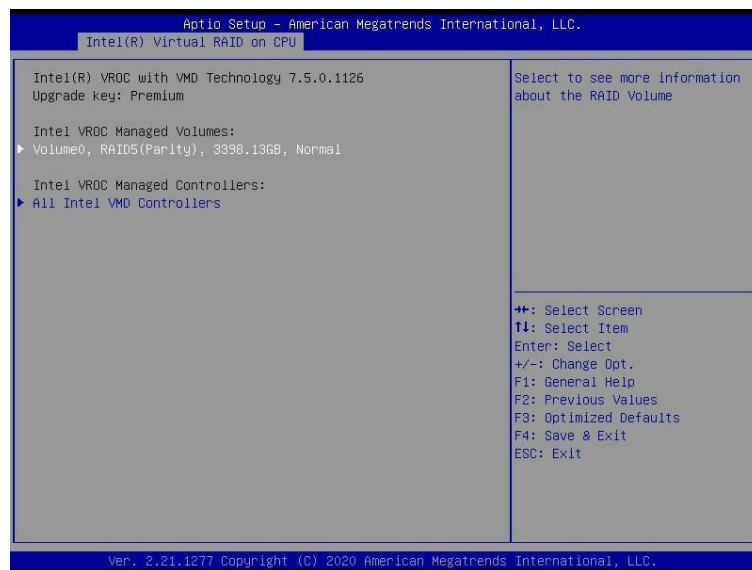 Aptio Setup - American Megatrends International, LLC.
Intel(R) Virtual RAID on CPU
Intel(R) VROC with VMD Technology 7.5.0.1126
Upgrade key: Premium
Intel VROC Managed Volumes:
Volume0, RAID5(Parity), 3398.13GB, Normal
Intel VROC Managed Controllers:
All Intel VMD Controllers
Select to see more information
about the RAID Volume
→←: Select Screen
↑↓: Select Item
Enter: Select
+/-: Change Opt.
F1: General Help
F2: Previous Values
F3: Optimized Defaults
F4: Save & Exit
ESC: Exit
Ver. 2.21.1277 Copyright (C) 2020 American Megatrends International, LLC.